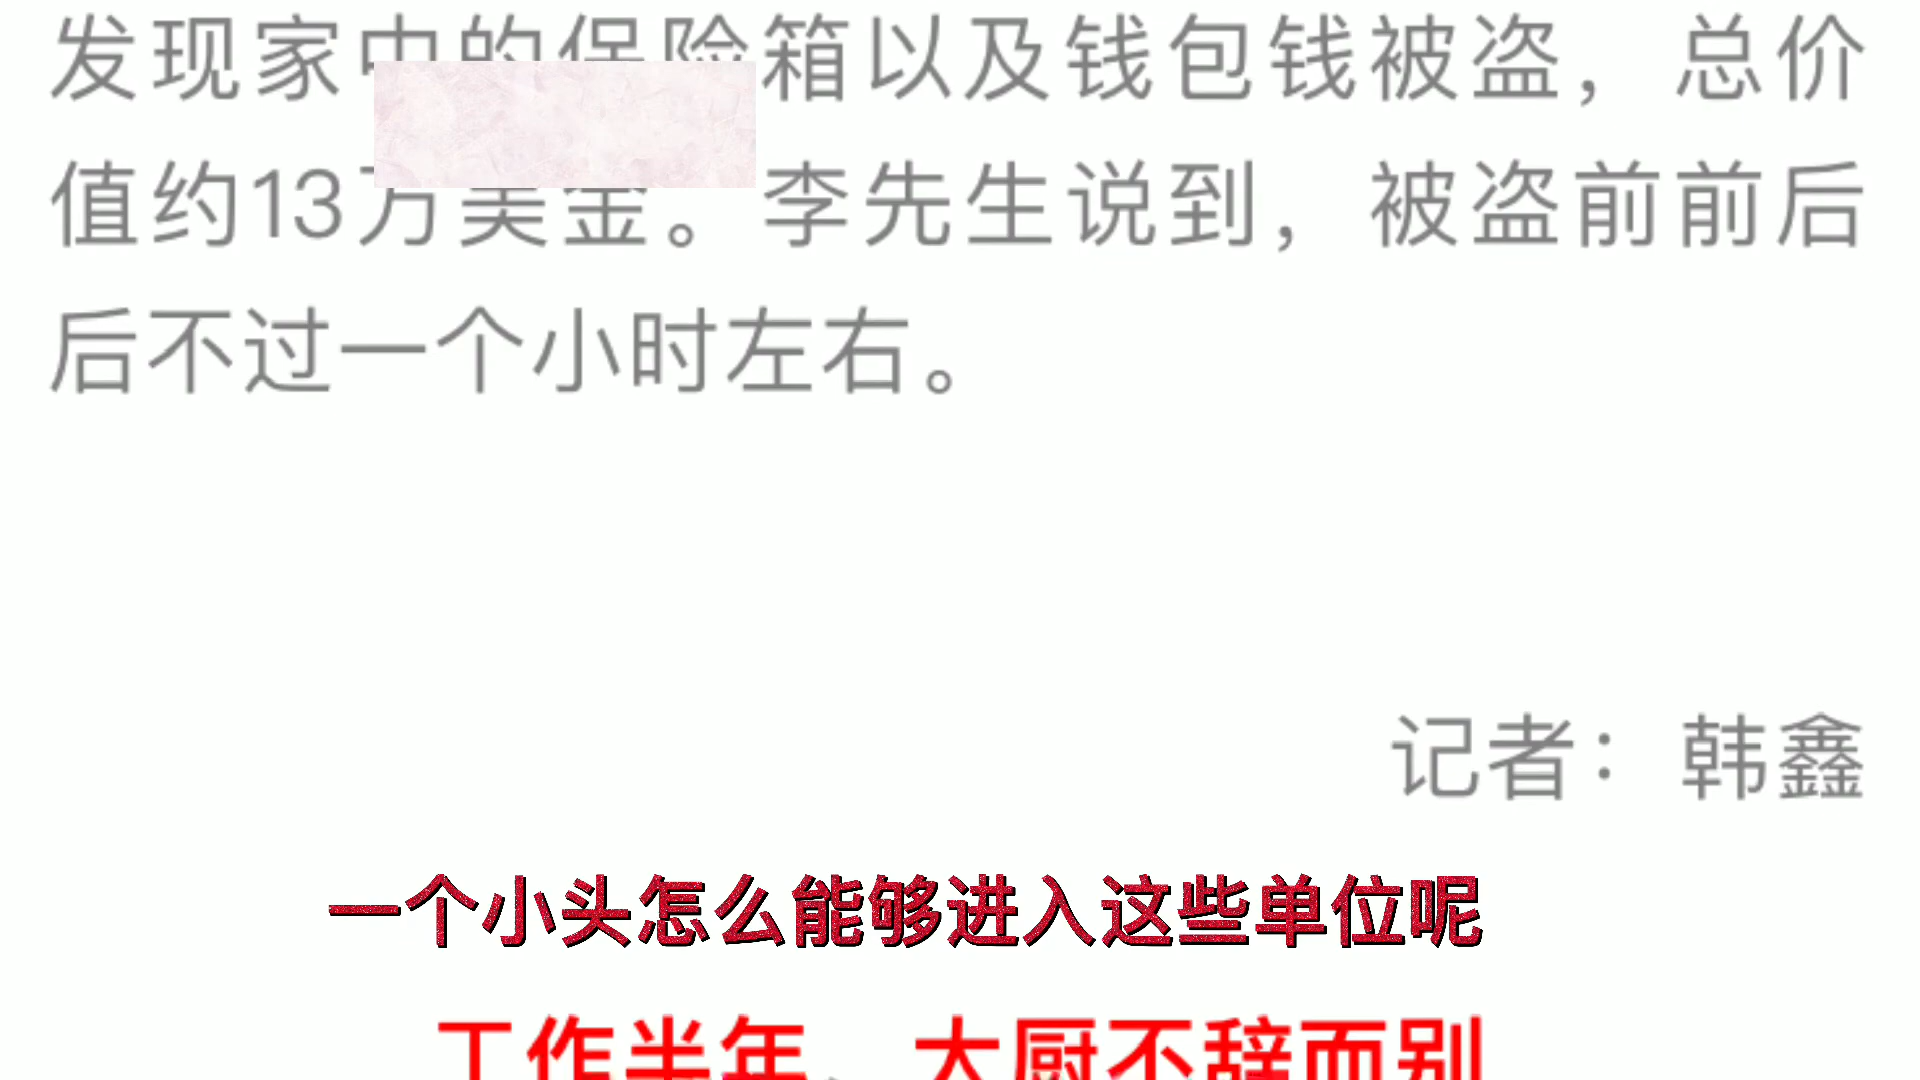 发现家中的保险箱以及钱包钱被盗，总价
值约13万美金。李先生说到，被盗前前后
后不过一个小时左右。
记者：韩鑫
一个小头怎么能够进入这些单位呢
工作半年、大厨不辞而别